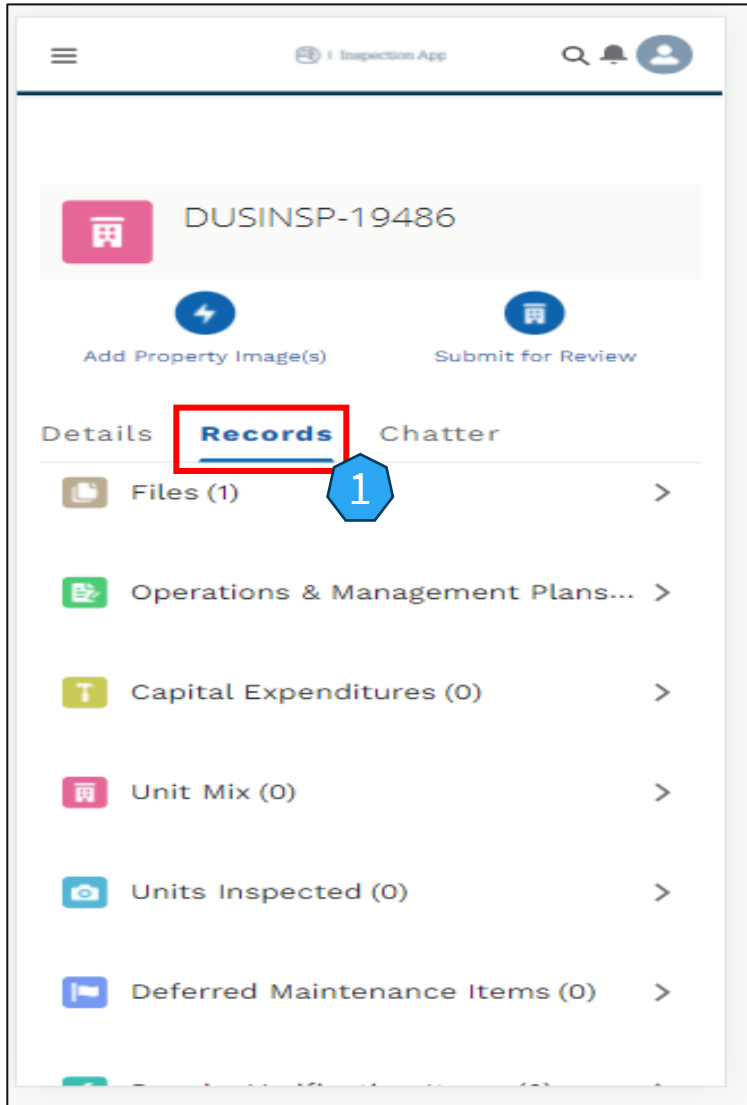 Inspection App
DUSINSP-19486
Add Property Image(s) Submit for Review
Details Records Chatter
1
Files (1)
Operations & Management Plans...
Capital Expenditures (0)
Unit Mix (0)
Units Inspected (0)
Deferred Maintenance Items (0)